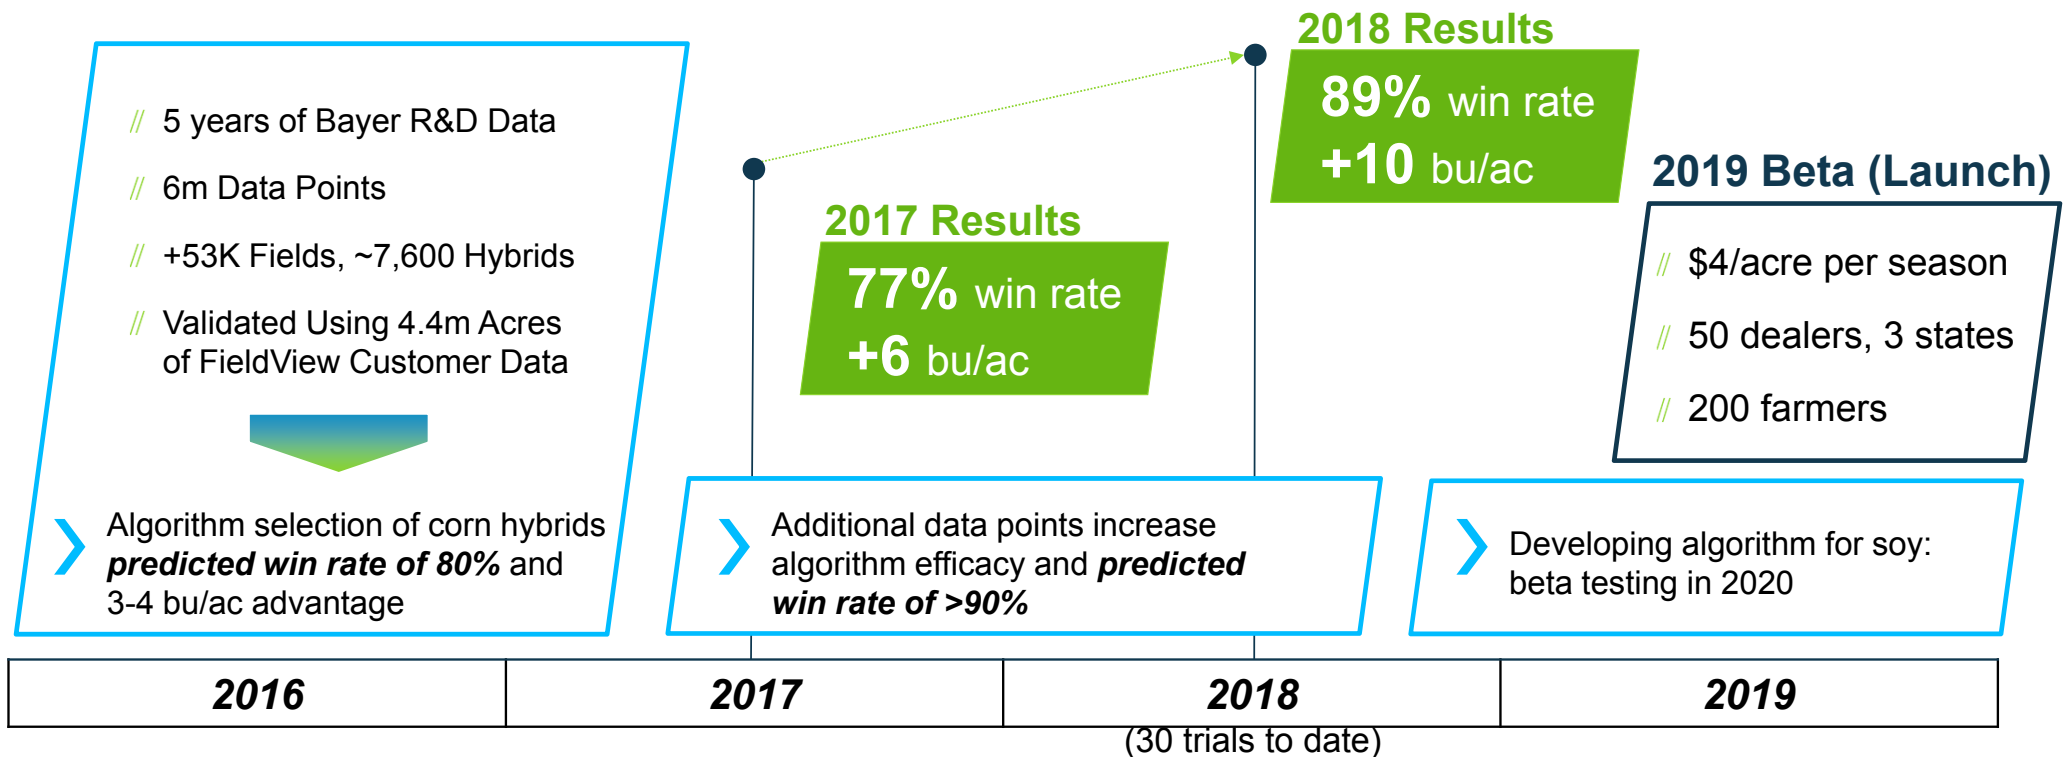 5 years of Bayer R&D Data
6m Data Points
+53K Fields, ~7,600 Hybrids
Validated Using 4.4m Acres
of FieldView Customer Data
Algorithm selection of corn hybrids
predicted win rate of 80% and
3-4 bu/ac advantage
2017 Results
77% win rate
+6 bu/ac
2018 Results
89% win rate
+10 bu/ac
Additional data points increase
algorithm efficacy and predicted
win rate of >90%
2019 Beta (Launch)
$4/acre per season
50 dealers, 3 states
200 farmers
Developing algorithm for soy:
beta testing in 2020
2016
2017
2018
2019
(30 trials to date)